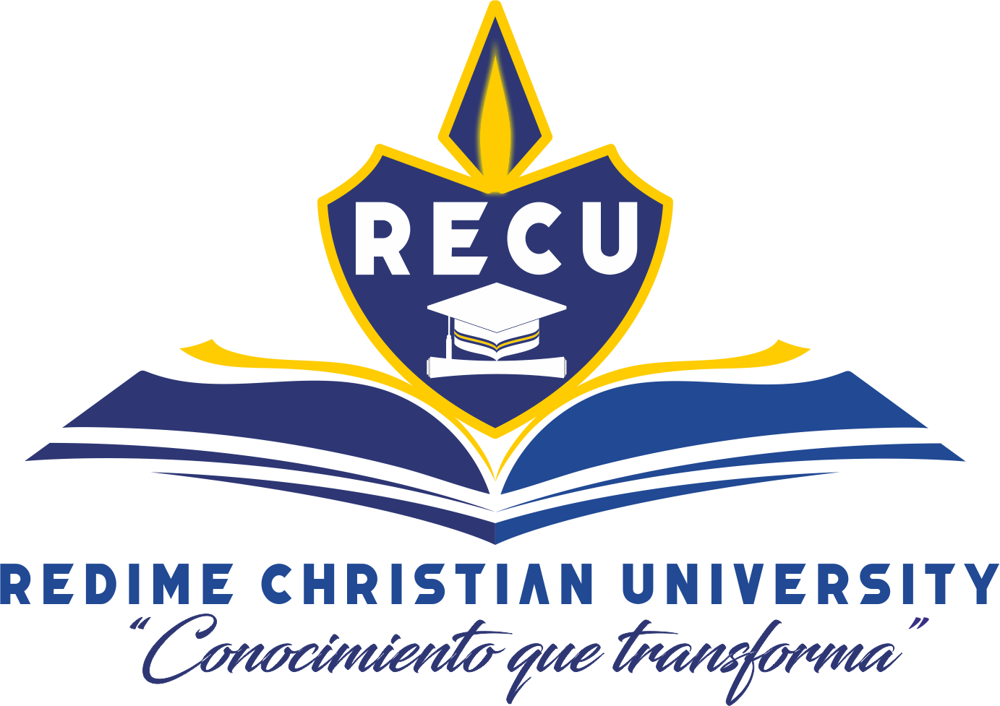 RECU
REDIME CHRISTIAN UNIVERSITY
“Conocimiento que transforma”